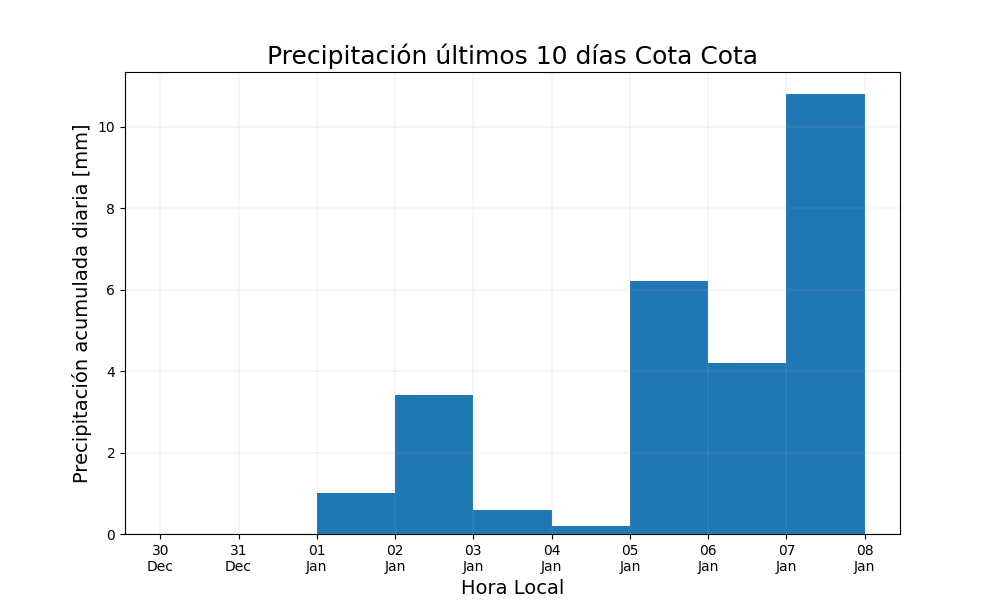 Precipitación últimos 10 días Cota Cota
Precipitación acumulada diaria [mm]
10
8
6
4
2
0
30 31 01 02 03 04 05 06 07 08
Dec Dec Jan Jan Jan Jan Jan Jan Jan Jan
Hora Local